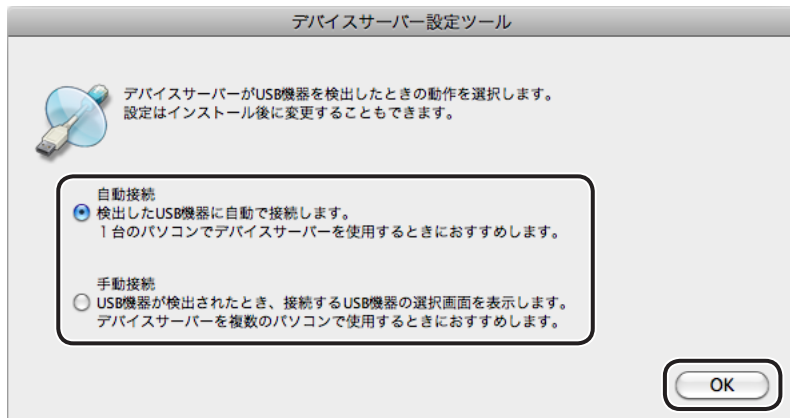 デバイスサーバー設定ツール
デバイスサーバーがUSB機器を検出したときの動作を選択します。
設定はインストール後に変更することもできます。
自動接続
検出したUSB機器に自動で接続します。
1台のパソコンでデバイスサーバーを使用するときにおすすめします。
手動接続
USB機器が検出されたとき、接続するUSB機器の選択画面を表示します。
デバイスサーバーを複数のパソコンで使用するときにおすすめします。
OK